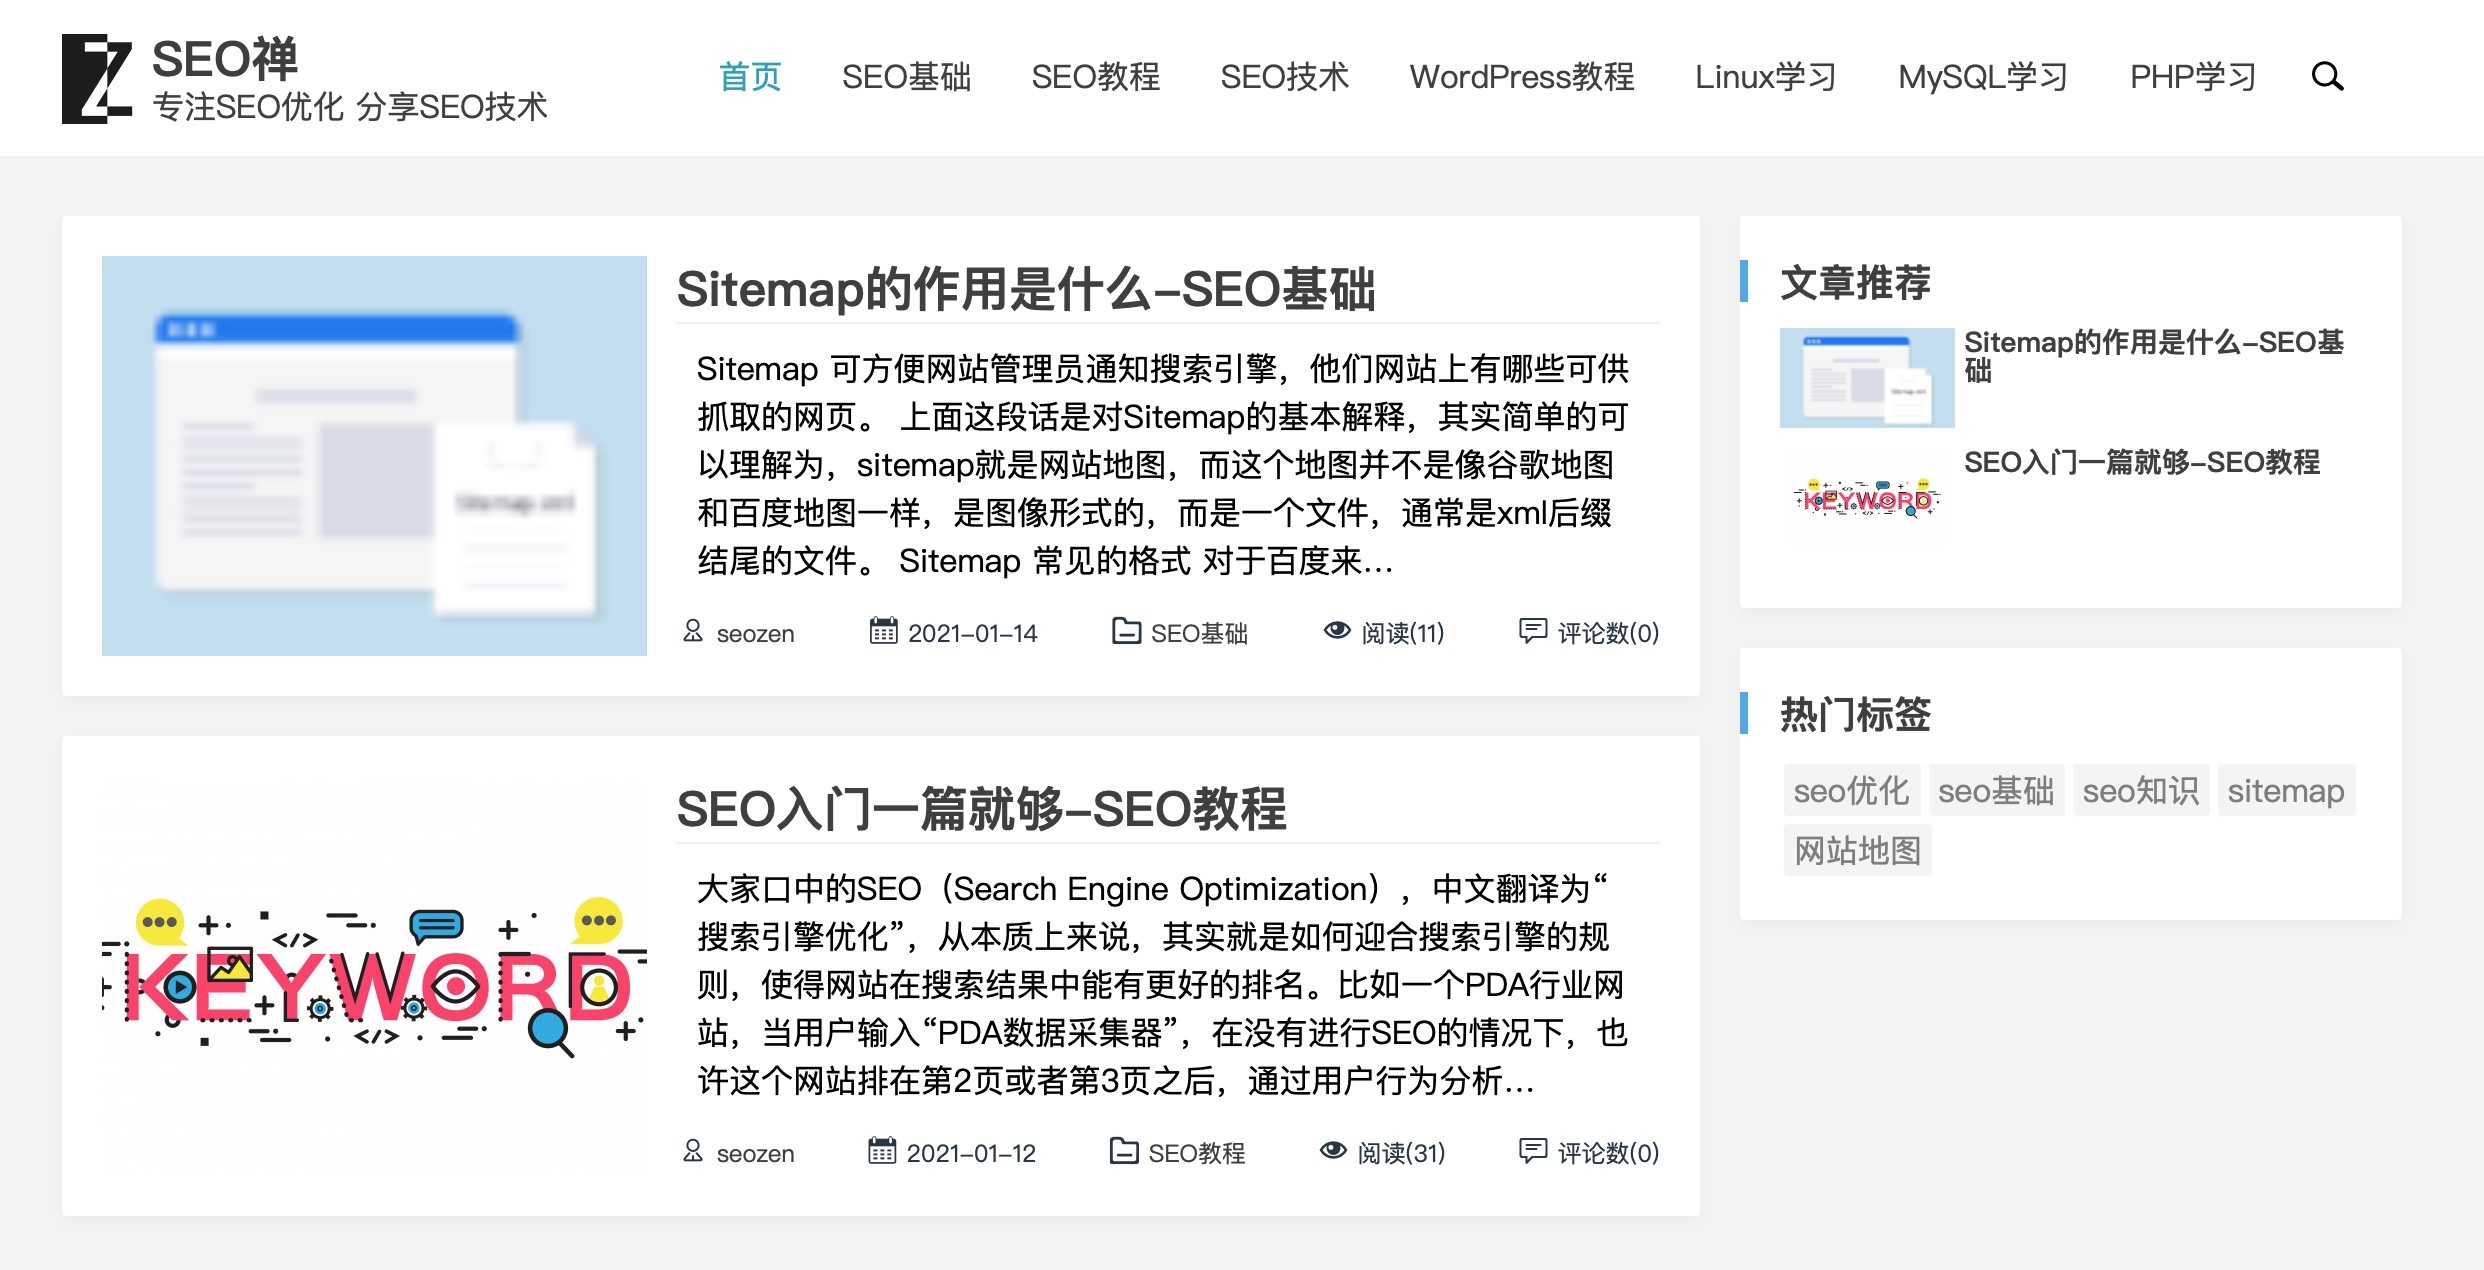 SEO禅
专注SEO优化 分享SEO技术
首页 SEO基础 SEO教程 SEO技术 WordPress教程 Linux学习 MySQL学习 PHP学习
Sitemap的作用是什么–SEO基础
Sitemap 可方便网站管理员通知搜索引擎，他们网站上有哪些可供
抓取的网页。 上面这段话是对Sitemap的基本解释，其实简单的可
以理解为，sitemap就是网站地图，而这个地图并不是像谷歌地图
和百度地图一样，是图像形式的，而是一个文件，通常是xml后缀
结尾的文件。 Sitemap 常见的格式 对于百度来...
Sitemap.xml
seozen 2021–01–14 SEO基础 阅读(11) 评论数(0)
SEO入门一篇就够–SEO教程
大家口中的SEO（Search Engine Optimization），中文翻译为“
搜索引擎优化”，从本质上来说，其实就是如何迎合搜索引擎的规
则，使得网站在搜索结果中能有更好的排名。比如一个PDA行业网
站，当用户输入“PDA数据采集器”，在没有进行SEO的情况下，也
许这个网站排在第2页或者第3页之后，通过用户行为分析...
KEYWORD
seozen 2021–01–12 SEO教程 阅读(31) 评论数(0)
文章推荐
Sitemap的作用是什么–SEO基
础
SEO入门一篇就够–SEO教程
KEYWORD
热门标签
seo优化 seo基础 seo知识 sitemap
网站地图